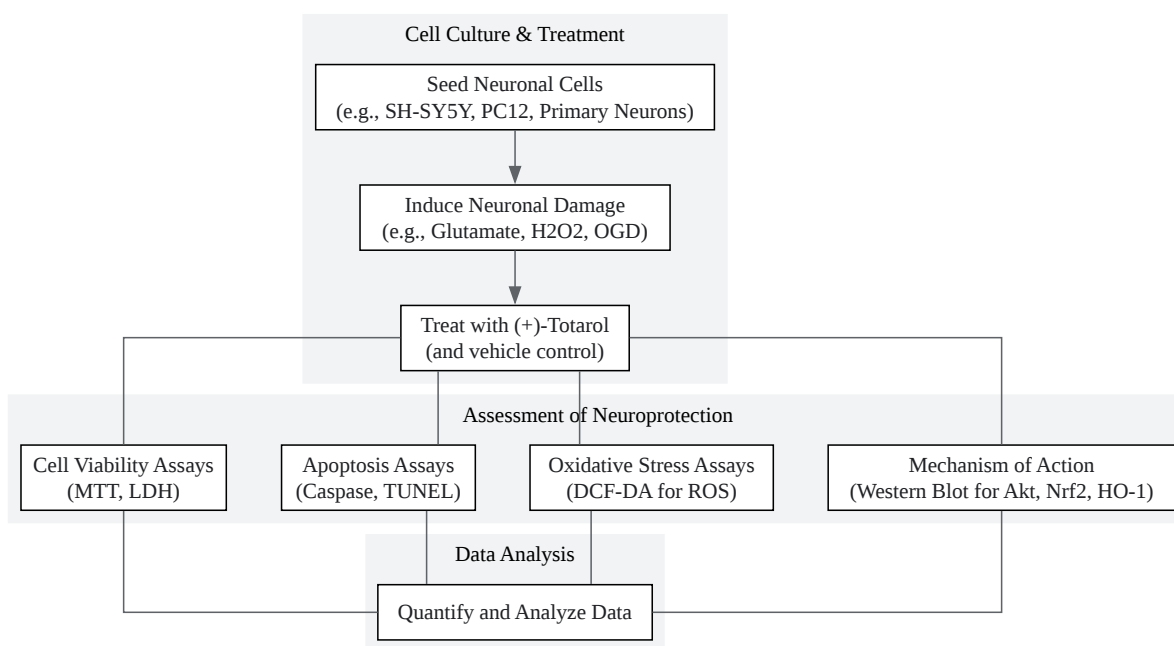 Cell Culture & Treatment
Seed Neuronal Cells
(e.g., SH-SY5Y, PC12, Primary Neurons)
Induce Neuronal Damage
(e.g., Glutamate, H2O2, OGD)
Treat with (+)-Totarol
(and vehicle control)
Assessment of Neuroprotection
Cell Viability Assays
(MTT, LDH)
Apoptosis Assays
(Caspase, TUNEL)
Oxidative Stress Assays
(DCF-DA for ROS)
Mechanism of Action
(Western Blot for Akt, Nrf2, HO-1)
Data Analysis
Quantify and Analyze Data